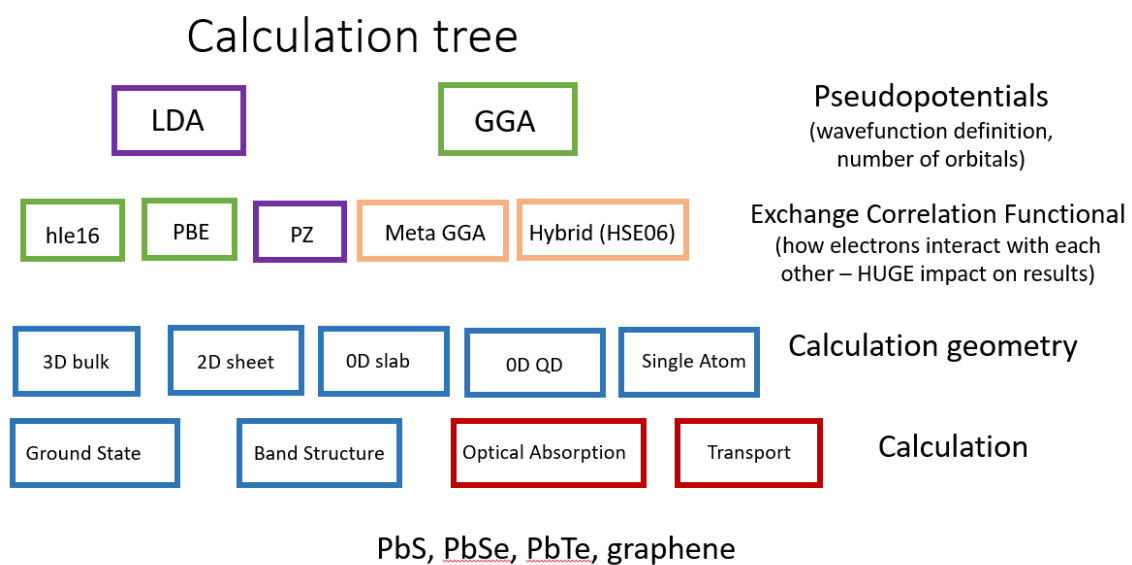 Calculation tree
LDA
GGA
Pseudopotentials
(wavefunction definition,
number of orbitals)
hle16
PBE
PZ
Meta GGA
Hybrid (HSE06)
Exchange Correlation Functional
(how electrons interact with each
other – HUGE impact on results)
3D bulk
2D sheet
0D slab
0D QD
Single Atom
Calculation geometry
Ground State
Band Structure
Optical Absorption
Transport
Calculation
PbS, PbSe, PbTe, graphene